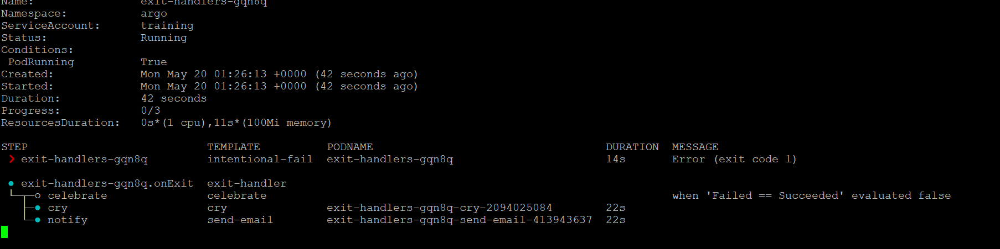 Name: exit-handlers-gqn8q
Namespace: argo
ServiceAccount: training
Status: Running
Conditions:
PodRunning True
Created: Mon May 20 01:26:13 +0000 (42 seconds ago)
Started: Mon May 20 01:26:13 +0000 (42 seconds ago)
Duration: 42 seconds
Progress: 0/3
ResourcesDuration: 0s*(1 cpu),11s*(100Mi memory)
STEP TEMPLATE PODNAME DURATION MESSAGE
exit-handlers-gqn8q intentional-fail exit-handlers-gqn8q 14s Error (exit code 1)
exit-handlers-gqn8q.onExit exit-handler
celebrate celebrate when 'Failed == Succeeded' evaluated false
cry cry exit-handlers-gqn8q-cry-2094025084 22s
notify send-email exit-handlers-gqn8q-send-email-413943637 22s